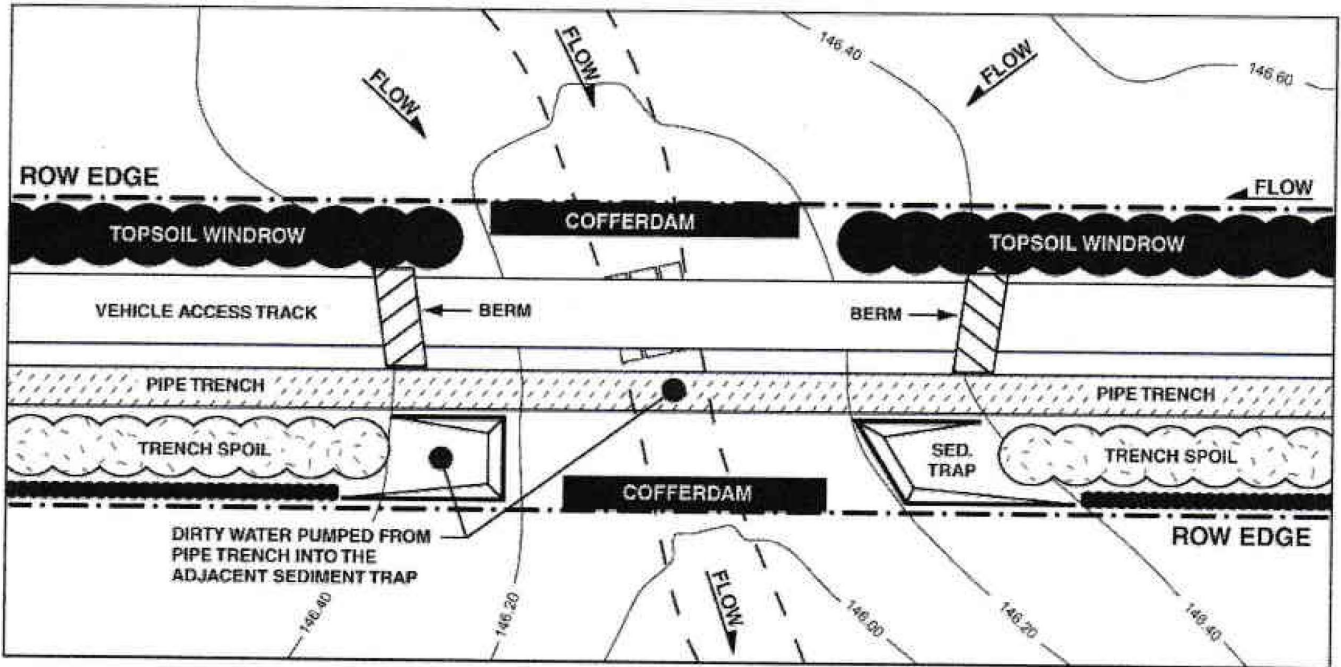 FLOW
FLOW
146.40
FLOW
146.60
ROW EDGE
FLOW
TOPSOIL WINDROW
COFFERDAM
TOPSOIL WINDROW
VEHICLE ACCESS TRACK
BERM
BERM
PIPE TRENCH
PIPE TRENCH
TRENCH SPOIL
SED.
TRAP
TRENCH SPOIL
COFFERDAM
DIRTY WATER PUMPED FROM
PIPE TRENCH INTO THE
ADJACENT SEDIMENT TRAP
ROW EDGE
FLOW
146.40
146.20
146.00
146.20
146.40